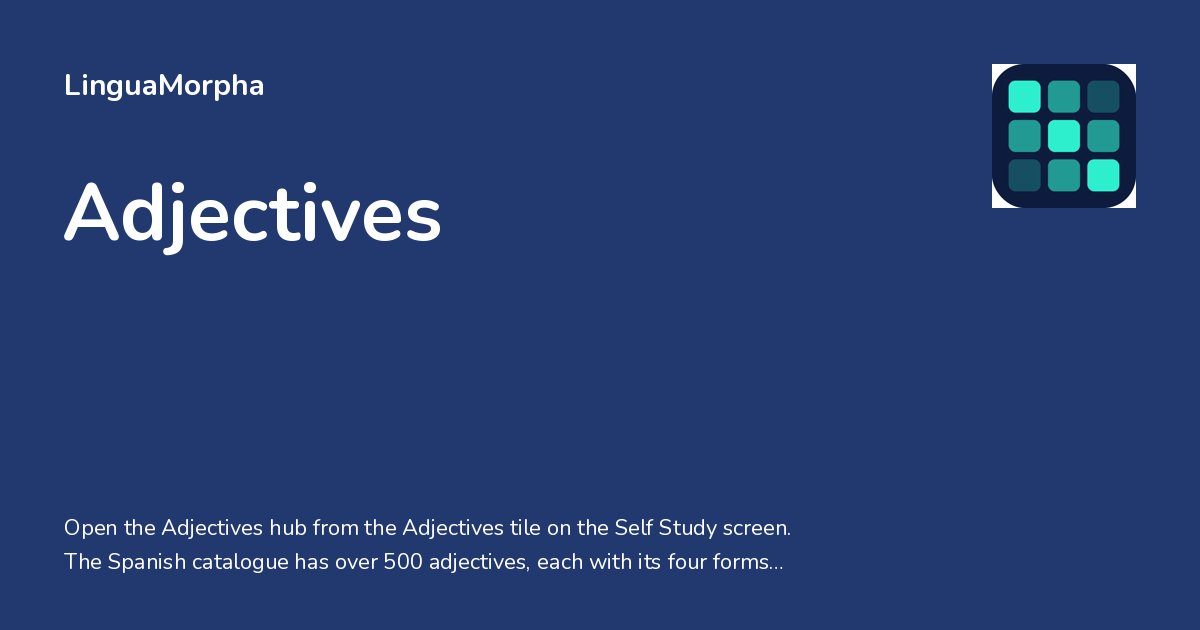 LinguaMorpha
Adjectives
Open the Adjectives hub from the Adjectives tile on the Self Study screen.
The Spanish catalogue has over 500 adjectives, each with its four forms…